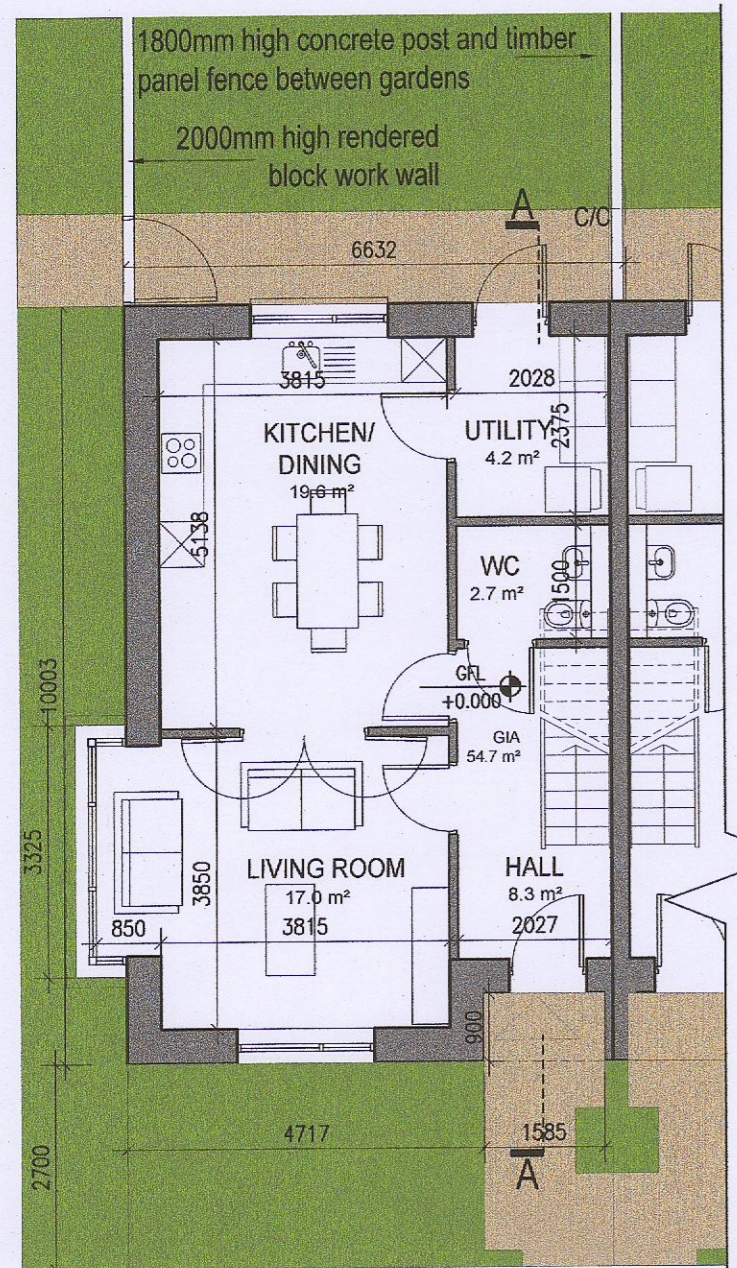 1800mm high concrete post and timber
panel fence between gardens
2000mm high rendered
block work wall
A
C/C
6632
3815
2028
KITCHEN/
DINING
19.6 m²
UTILITY
4.2 m²
2375
5138
WC
2.7 m²
1500
GFL
+0.000
GIA
54.7 m²
10003
3325
LIVING ROOM
17.0 m²
3850
HALL
8.3 m²
850
3815
2027
900
4717
1585
A
2700